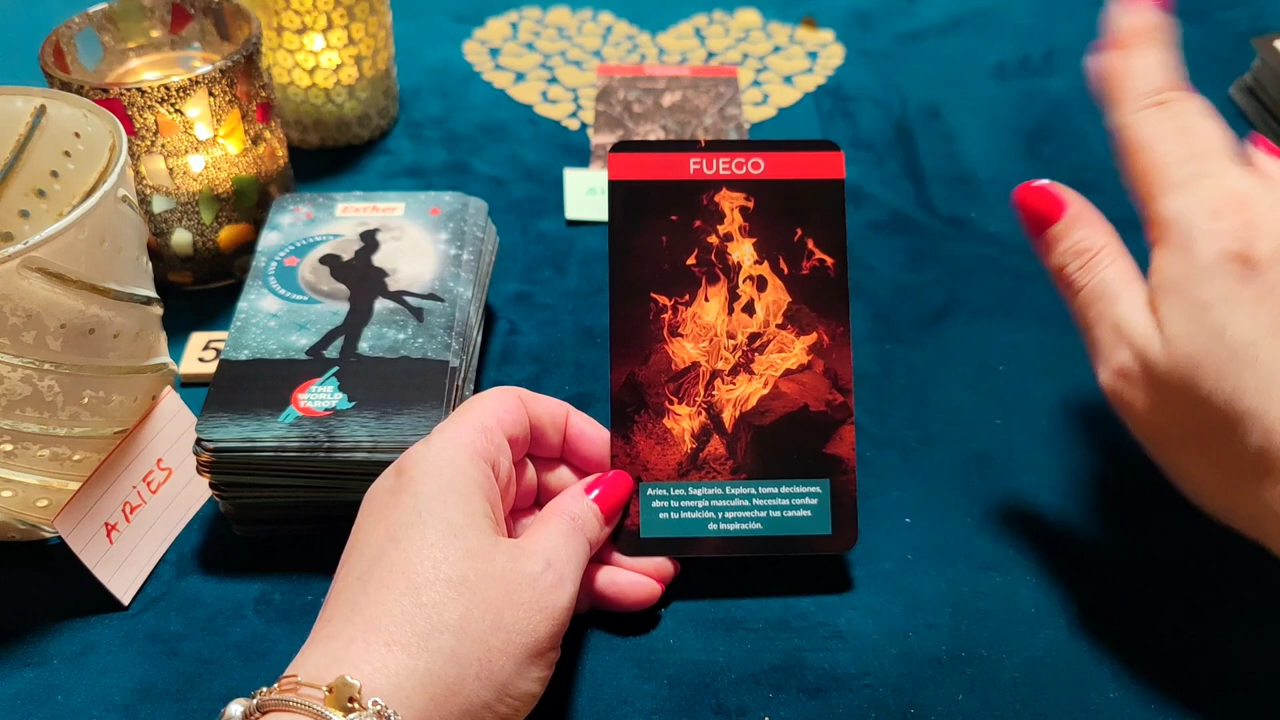 FUEGO
Aries, Leo, Sagitario. Explora, toma decisiones,
abre tu energía masculina. Necesitas confiar
en tu intuición, y aprovechar tus canales
de inspiración.
Esther
THE
WORLD
TAROT
5
ARIES